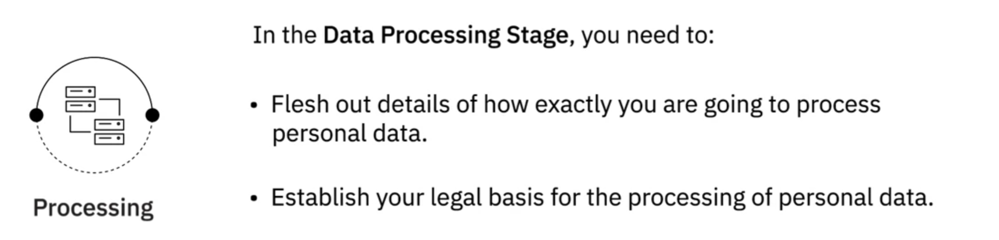 In the Data Processing Stage, you need to:
• Flesh out details of how exactly you are going to process
personal data.
• Establish your legal basis for the processing of personal data.
Processing